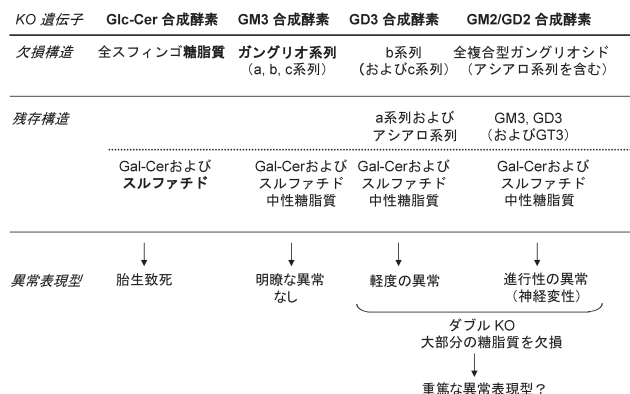 KO 遺伝子 Glc-Cer 合成酵素 GM3 合成酵素 GD3 合成酵素 GM2/GD2 合成酵素
欠損構造 全スフィンゴ糖脂質 ガングリオ系列 b系列 全複合型ガングリオシド
(a, b, c系列) (およびc系列) (アシアロ系列を含む)
残存構造 a系列および GM3, GD3
アシアロ系列 (およびGT3)
Gal-Cerおよび Gal-Cerおよび Gal-Cerおよび Gal-Cerおよび
スルファチド スルファチド スルファチド スルファチド
中性糖脂質 中性糖脂質 中性糖脂質
異常表現型 胎生致死 明瞭な異常 軽度の異常 進行性の異常
なし (神経変性)
ダブル KO
大部分の糖脂質を欠損
重篤な異常表現型？